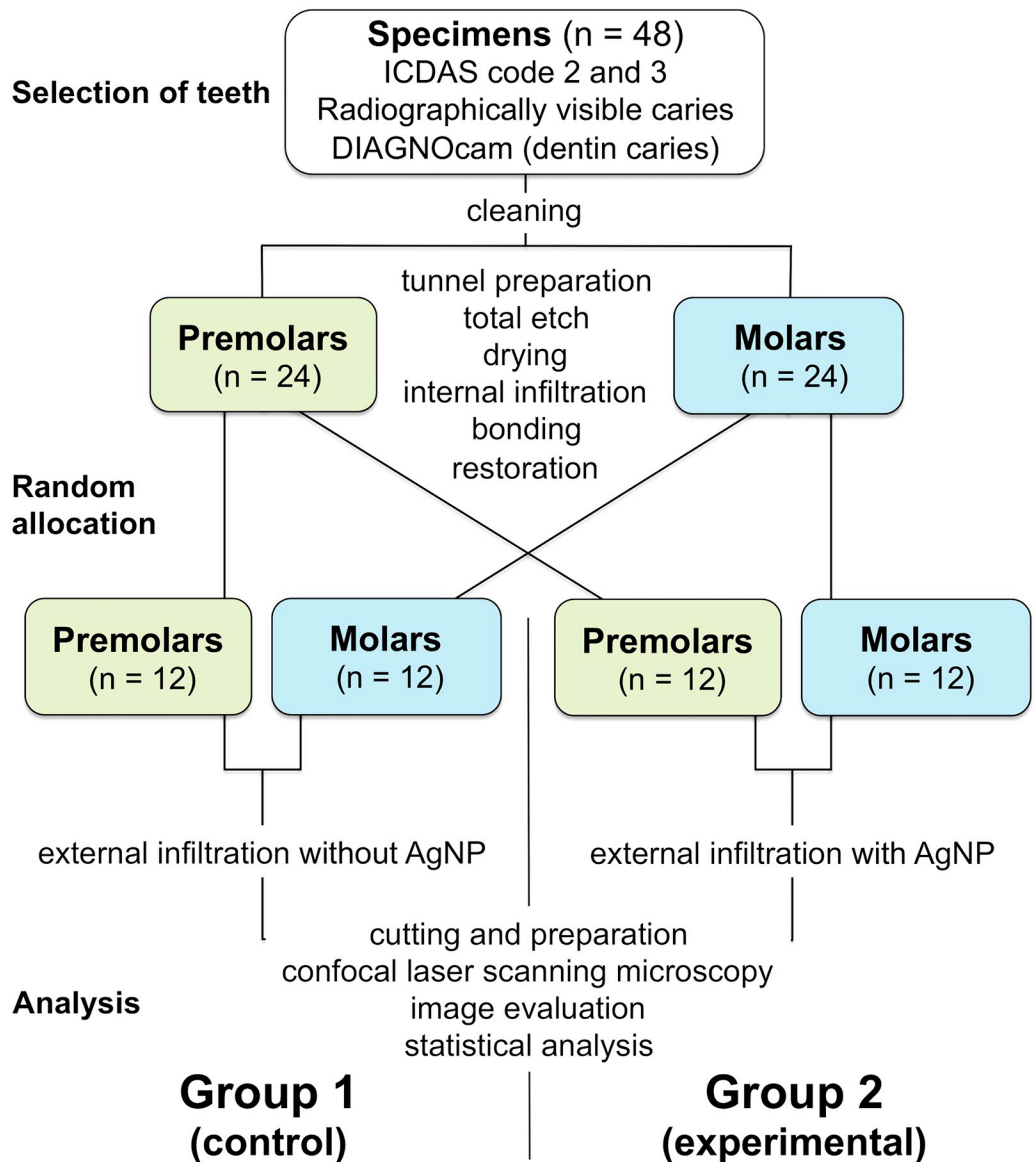 Specimens (n = 48)
ICDAS code 2 and 3
Radiographically visible caries
DIAGNOcam (dentin caries)
Selection of teeth
cleaning
tunnel preparation
total etch
drying
internal infiltration
bonding
restoration
Premolars
(n = 24)
Molars
(n = 24)
Random
allocation
Premolars
(n = 12)
Molars
(n = 12)
Premolars
(n = 12)
Molars
(n = 12)
external infiltration without AgNP
external infiltration with AgNP
cutting and preparation
confocal laser scanning microscopy
image evaluation
statistical analysis
Analysis
Group 1
(control)
Group 2
(experimental)